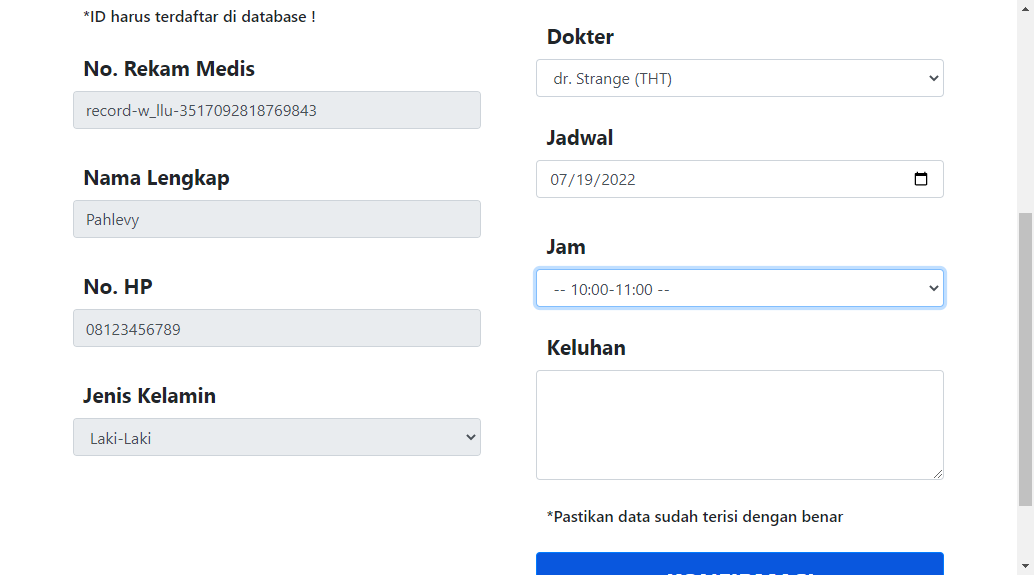 *ID harus terdaftar di database !
No. Rekam Medis
record-w_llu-3517092818769843
Nama Lengkap
Pahlevy
No. HP
08123456789
Jenis Kelamin
Laki-Laki
Dokter
dr. Strange (THT)
Jadwal
07/19/2022
Jam
-- 10:00-11:00 --
Keluhan
*Pastikan data sudah terisi dengan benar